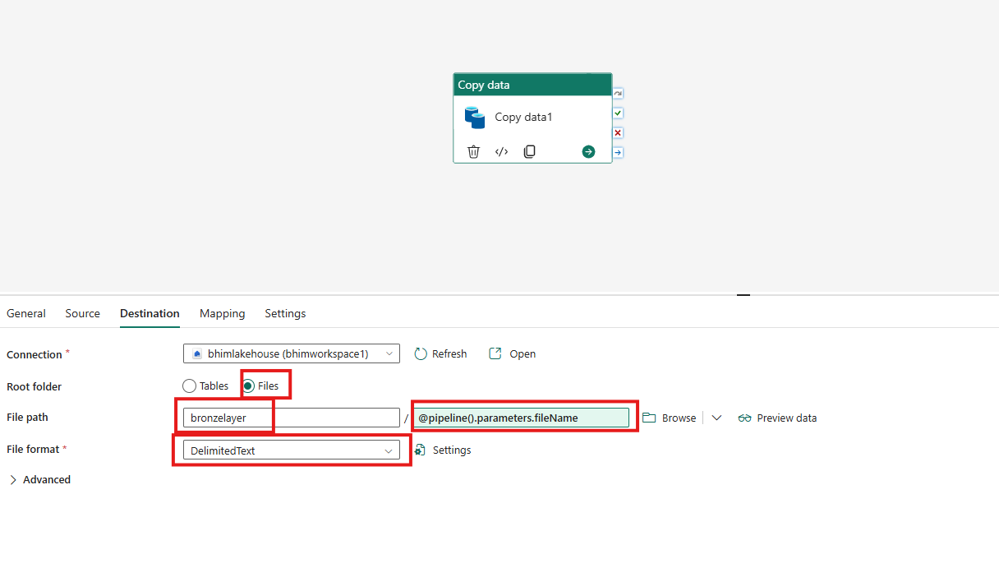 Copy data
Copy data1
General Source Destination Mapping Settings
Connection * bhimlakehouse (bhimworkspace1) Refresh Open
Root folder Tables Files
File path bronzelayer / @pipeline().parameters.fileName Browse Preview data
File format * DelimitedText Settings
Advanced